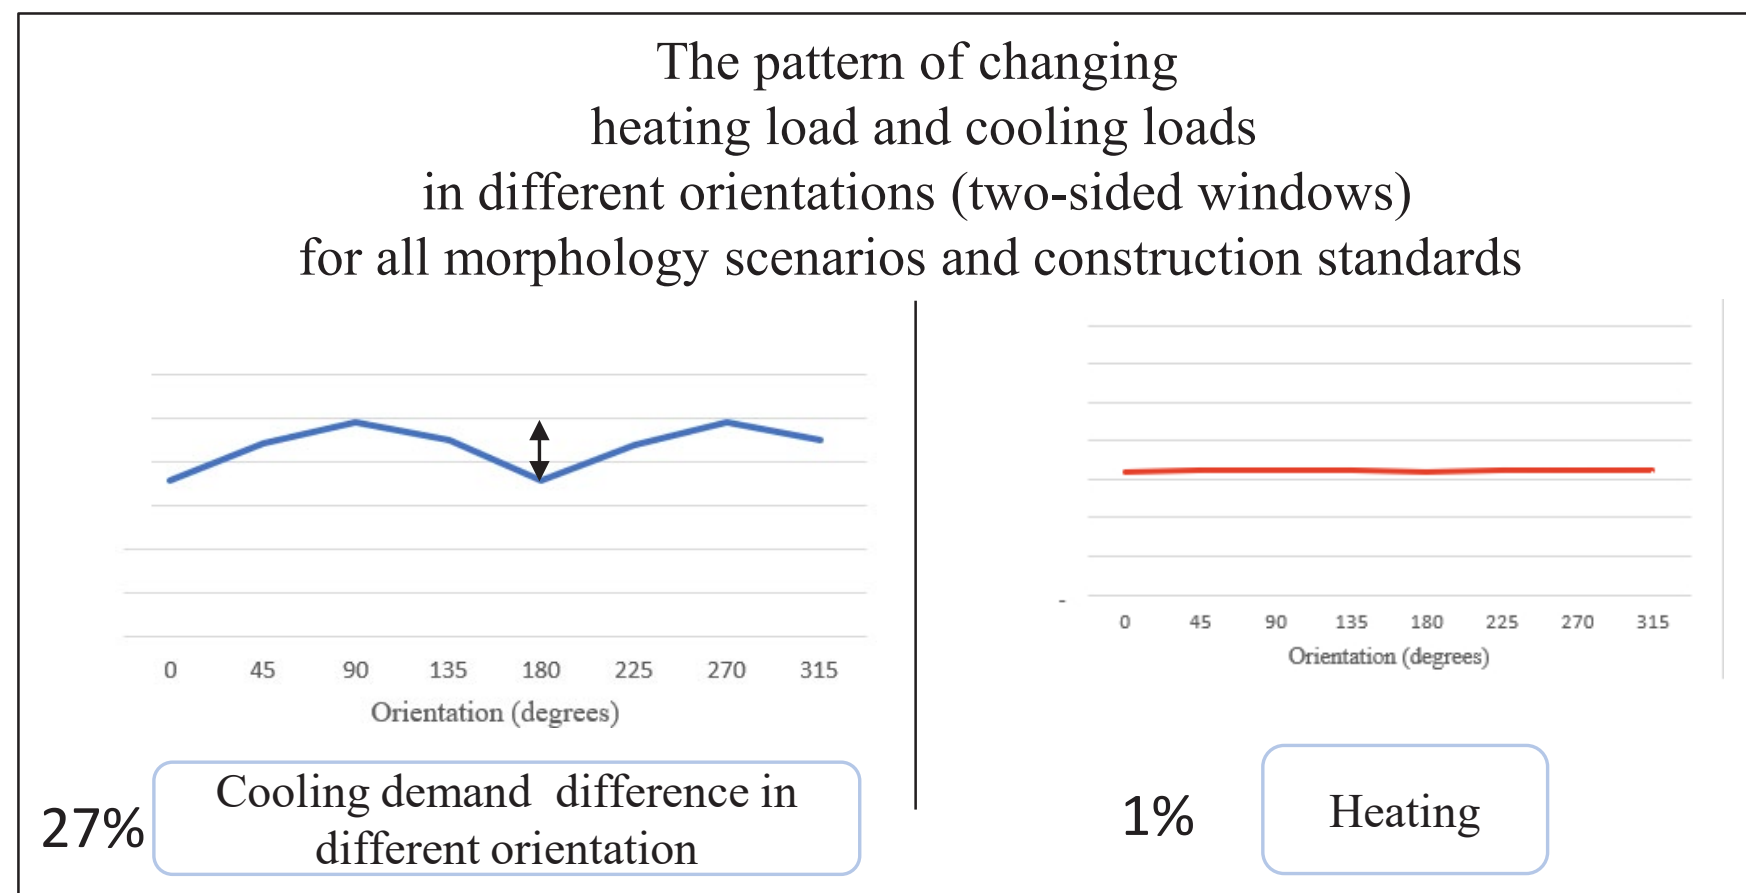 The pattern of changing
heating load and cooling loads
in different orientations (two-sided windows)
for all morphology scenarios and construction standards
0 45 90 135 180 225 270 315
Orientation (degrees)
27%
Cooling demand difference in
different orientation
-
0 45 90 135 180 225 270 315
Orientation (degrees)
1%
Heating